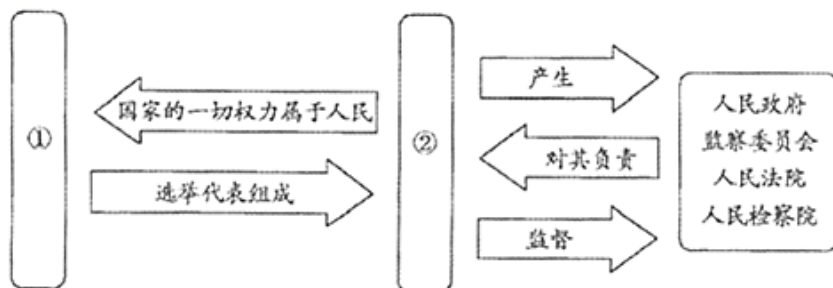 ①
国家的一切权力属于人民
选举代表组成
②
产生
对其负责
监督
人民政府
监察委员会
人民法院
人民检察院